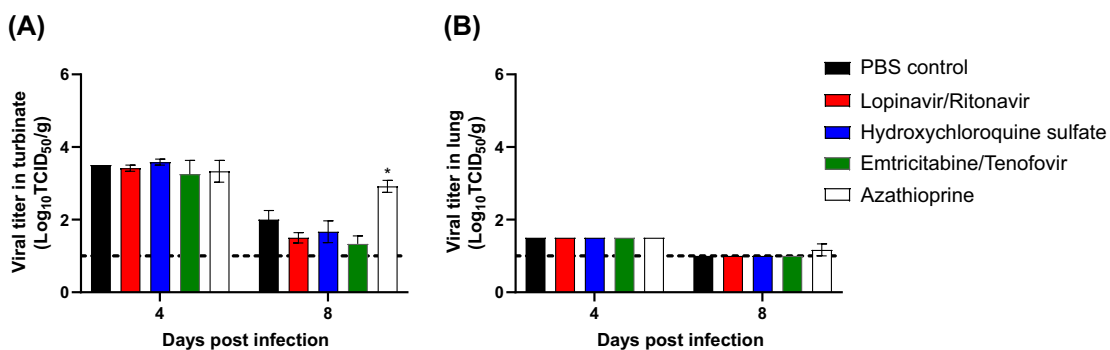 (A)
Viral titer in turbinate
(Log₁₀TCID₅₀/g)
6
4
2
0
*
4
8
Days post infection
(B)
Viral titer in lung
(Log₁₀TCID₅₀/g)
6
4
2
0
4
8
Days post infection
PBS control
Lopinavir/Ritonavir
Hydroxychloroquine sulfate
Emtricitabine/Tenofovir
Azathioprine